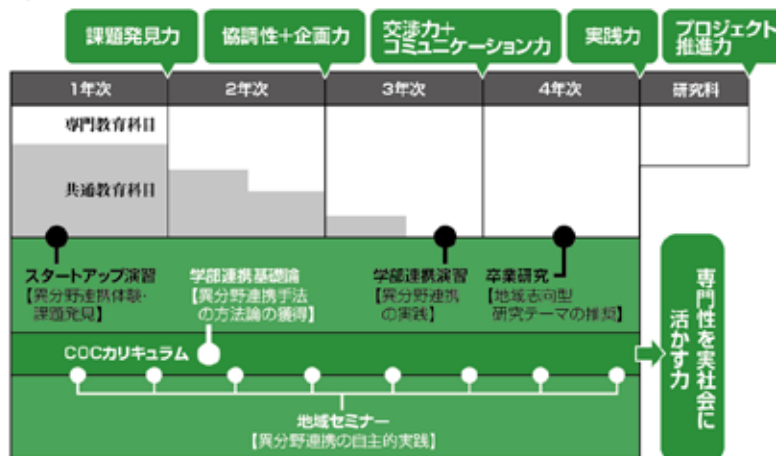 課題発見力
協調性+企画力
交渉力+
コミュニケーション力
実践力
プロジェクト
推進力
1年次
2年次
3年次
4年次
研究科
専門教育科目
共通教育科目
スタートアップ演習
【異分野連携体験・
課題発見】
学部連携基礎論
【異分野連携手法
の方法論の獲得】
学部連携演習
【異分野連携
の実践】
卒業研究
【地域志向型
研究テーマの推奨】
COCカリキュラム
地域セミナー
【異分野連携の自主的実践】
専門性を実社会に
活かす力